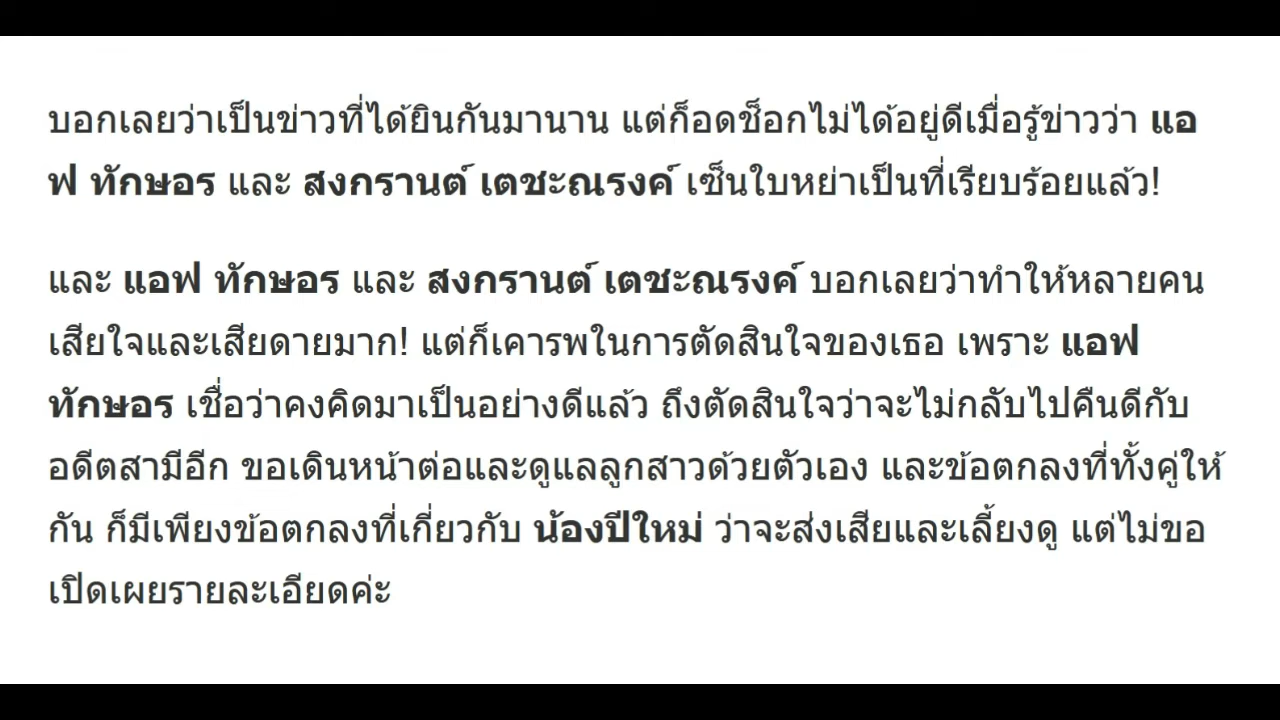 บอกเลยว่าเป็นข่าวที่ได้ยินกันมานาน แต่ก็อดช็อกไม่ได้อยู่ดีเมื่อรู้ข่าวว่า แอ
ฟ ทักษอร และ สงกรานต์ เตชะณรงค์ เซ็นใบหย่าเป็นที่เรียบร้อยแล้ว!
และ แอฟ ทักษอร และ สงกรานต์ เตชะณรงค์ บอกเลยว่าทำให้หลายคน
เสียใจและเสียดายมาก! แต่ก็เคารพในการตัดสินใจของเธอ เพราะ แอฟ
ทักษอร เชื่อว่าคงคิดมาเป็นอย่างดีแล้ว ถึงตัดสินใจว่าจะไม่กลับไปคืนดีกับ
อดีตสามีอีก ขอเดินหน้าต่อและดูแลลูกสาวด้วยตัวเอง และข้อตกลงที่ทั้งคู่ให้
กัน ก็มีเพียงข้อตกลงที่เกี่ยวกับ น้องปีใหม่ ว่าจะส่งเสียและเลี้ยงดู แต่ไม่ขอ
เปิดเผยรายละเอียดค่ะ